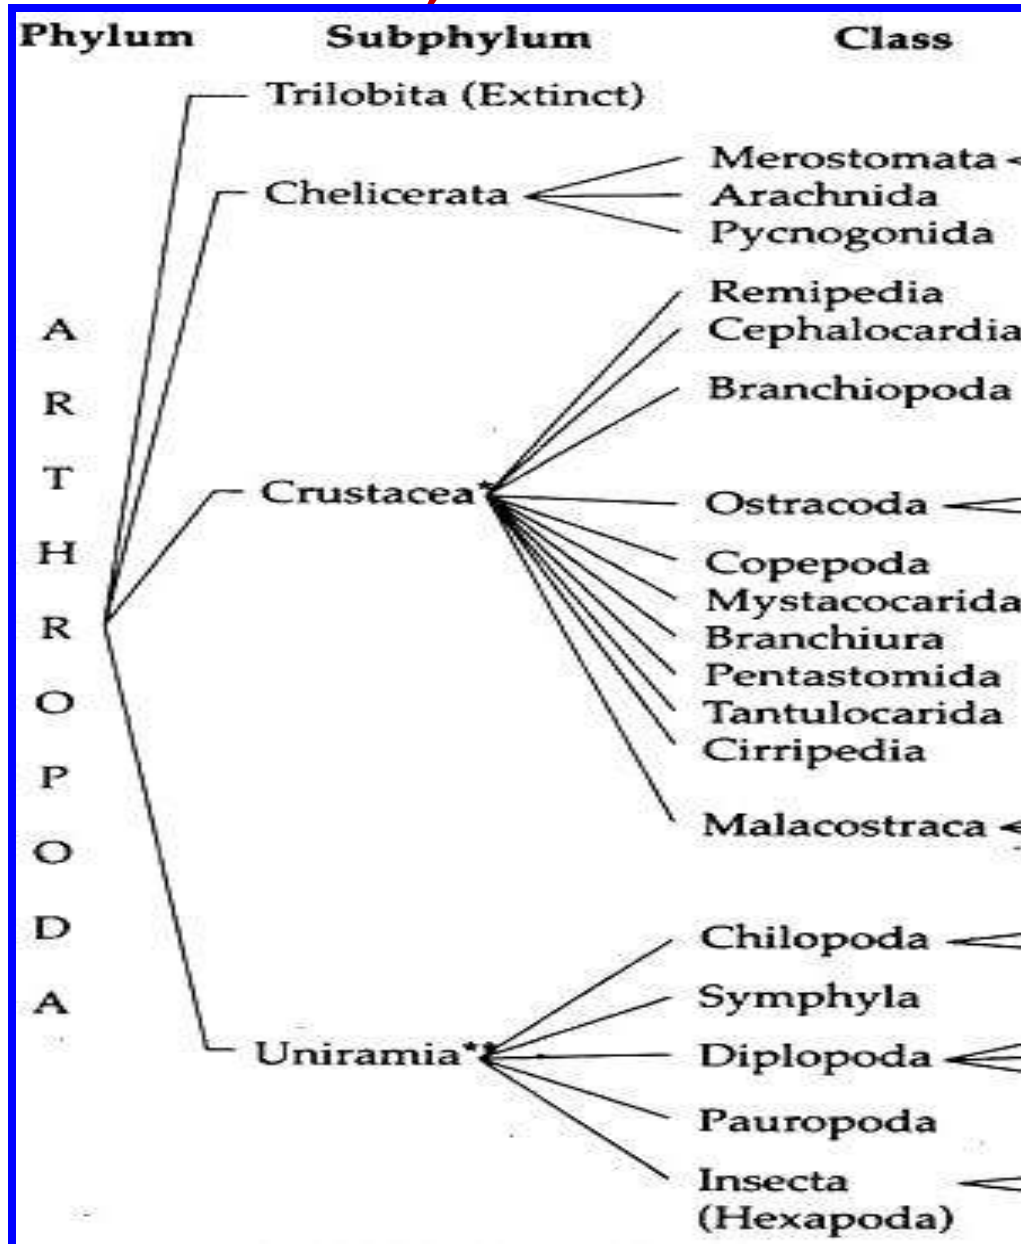 Phylum Subphylum Class
Trilobita (Extinct)
Merostomata
Chelicerata
Arachnida
Pycnogonida
Remipedia
Cephalocardia
Branchiopoda
Crustacea*
Ostracoda
Copepoda
Mystacocarida
Branchiura
Pentastomida
Tantulocarida
Cirripedia
Malacostraca
Chilopoda
Symphyla
Uniramia**
Diplopoda
Pauropoda
Insecta
(Hexapoda)
A
R
T
H
R
O
P
O
D
A